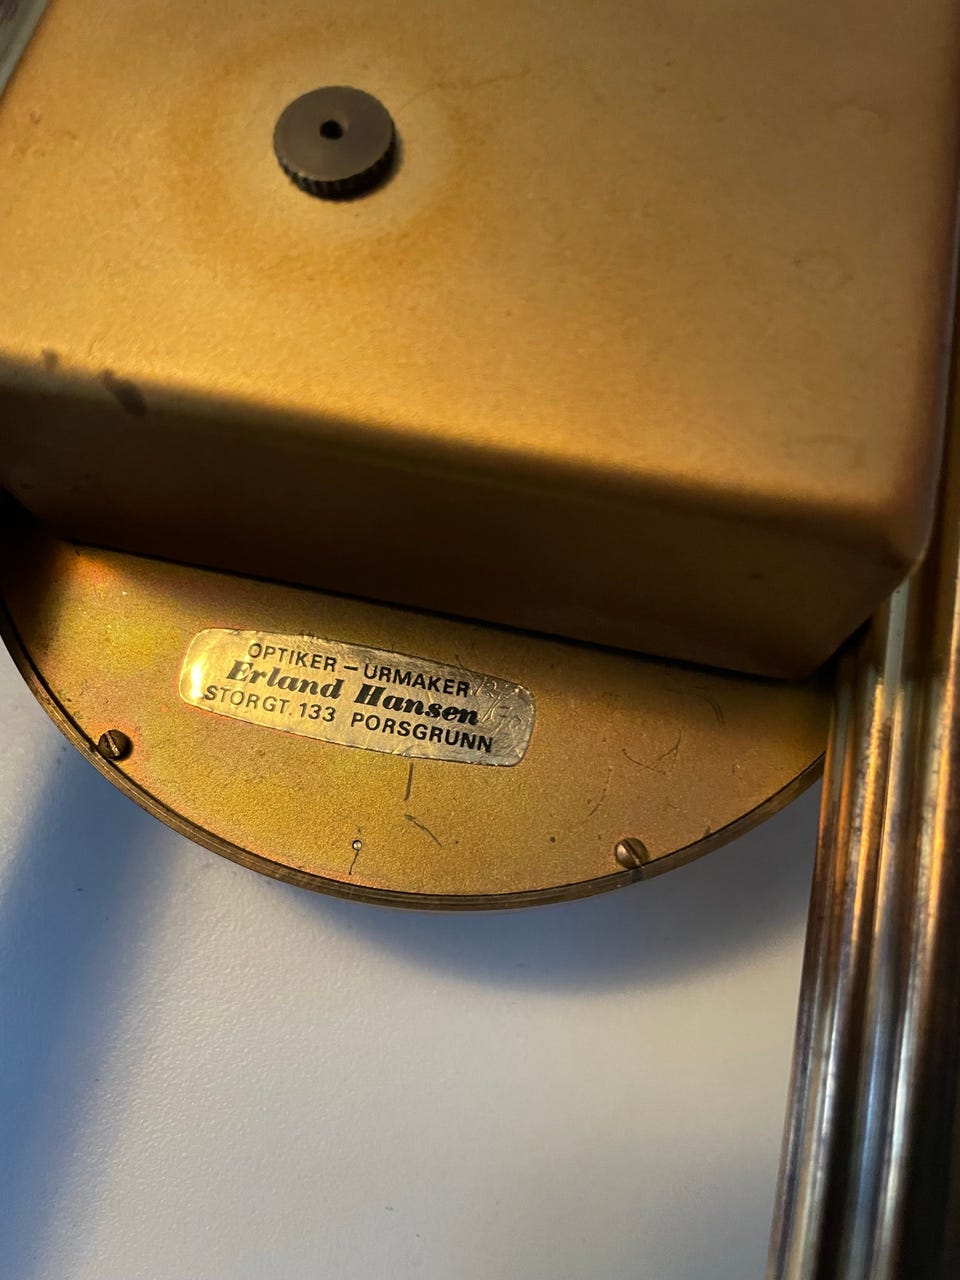 OPTIKER – URMAKER
Erland Hansen
STORGT. 133 PORSGRUNN